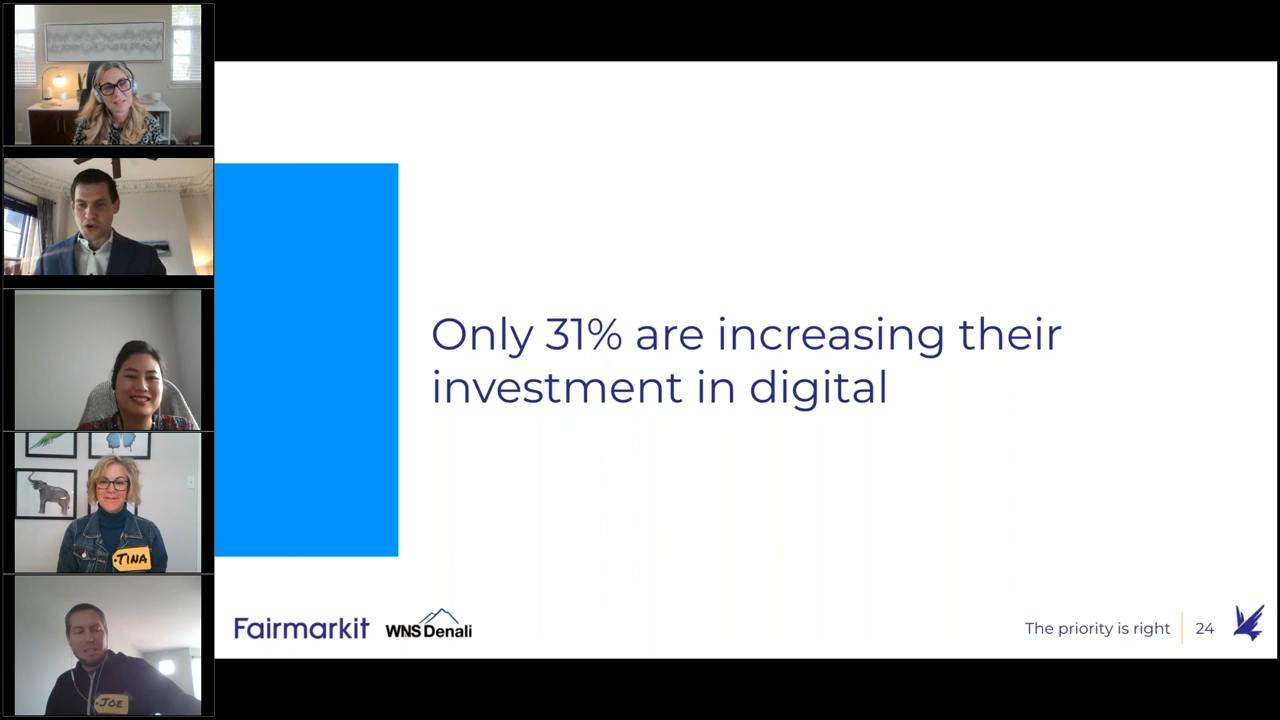 Only 31% are increasing their
investment in digital
TINA
JOE
Fairmarkit
WNS Denali
The priority is right
24